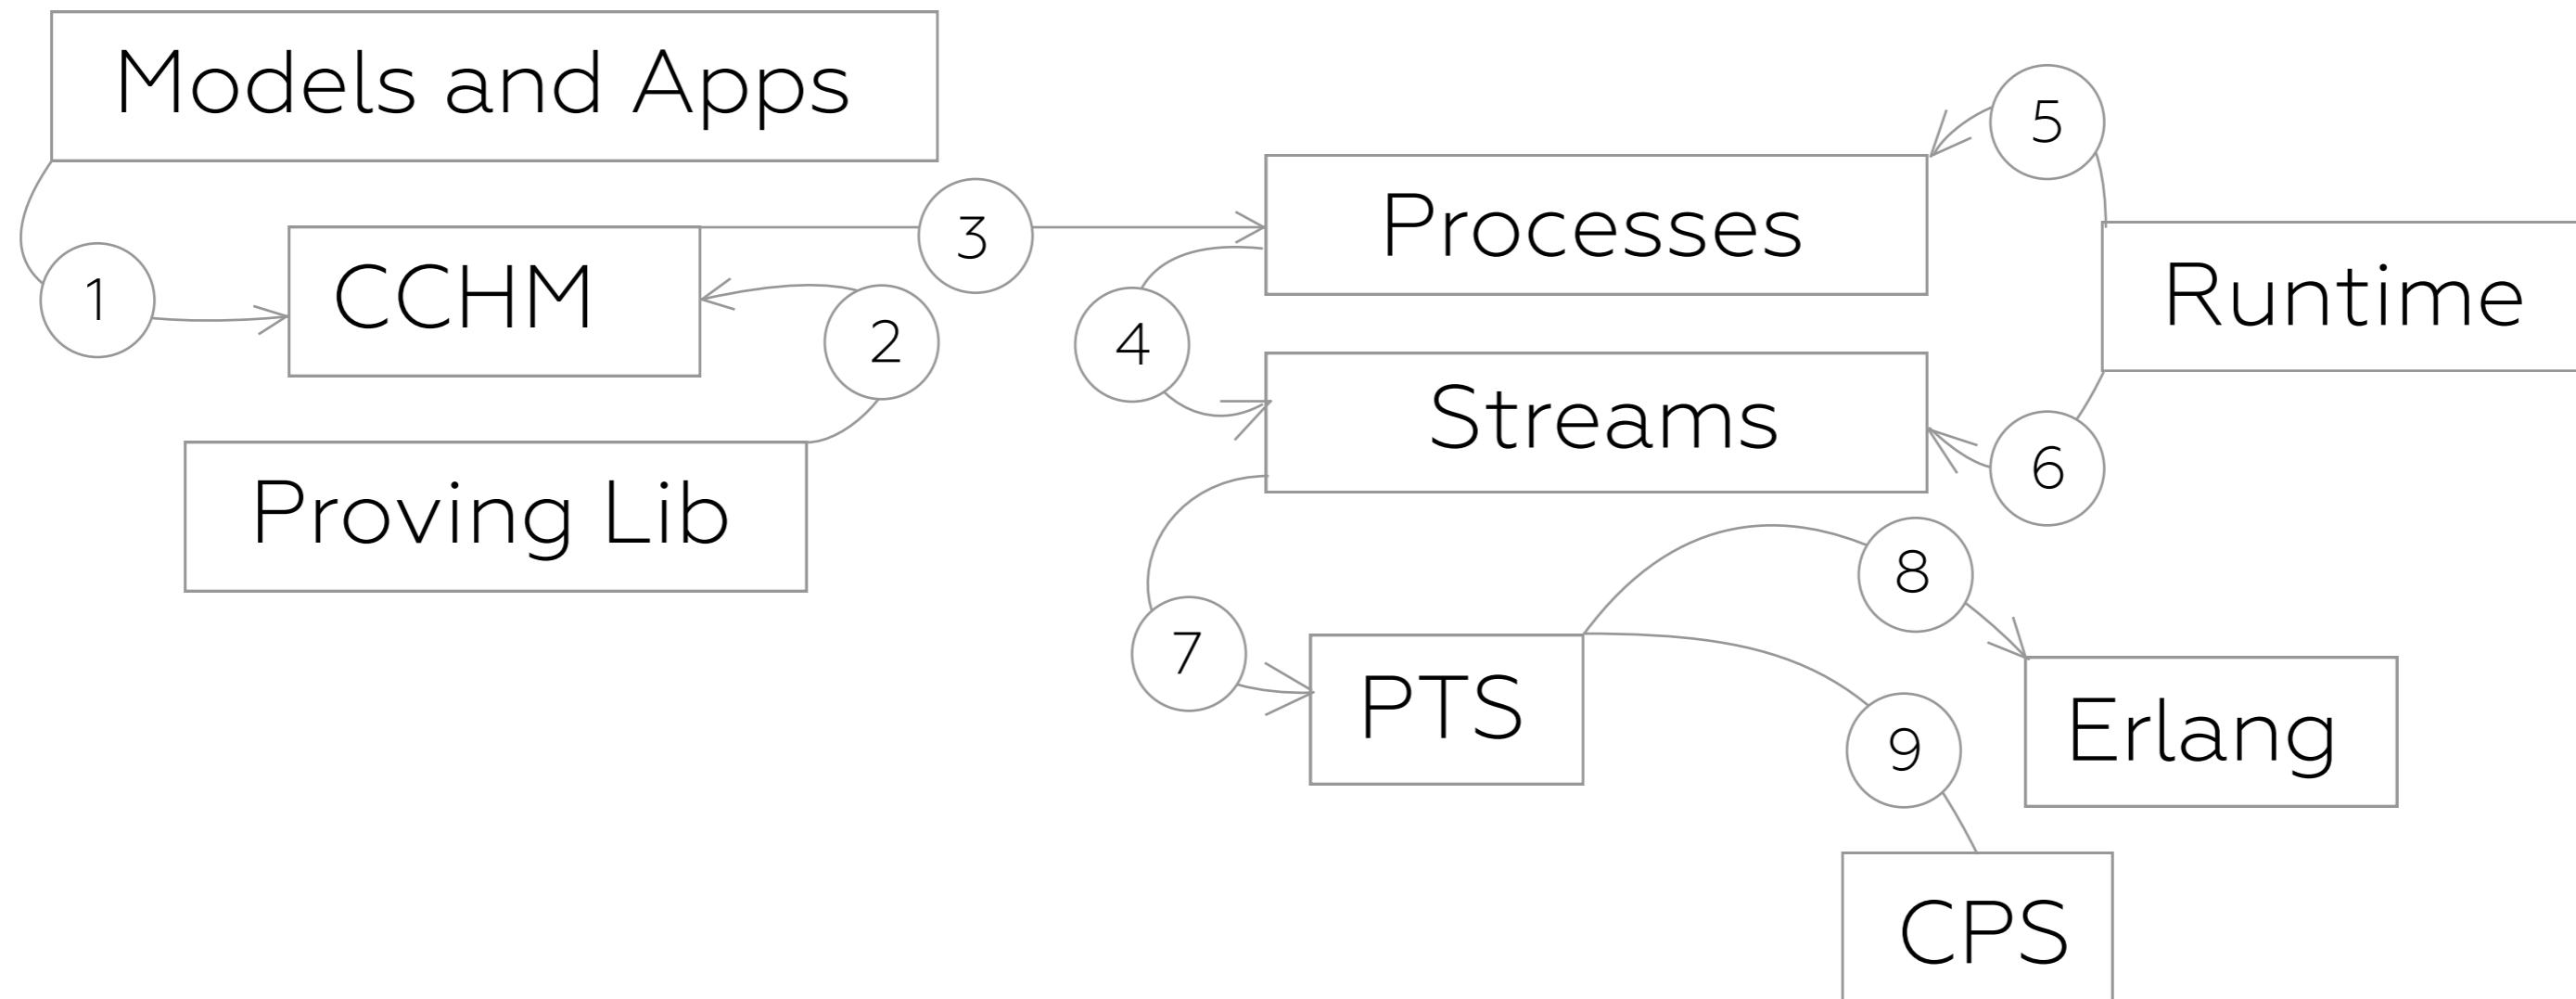 Models and Apps
5
Processes
3
Runtime
CCHM
1
2
4
Streams
6
Proving Lib
8
7
PTS
Erlang
9
CPS